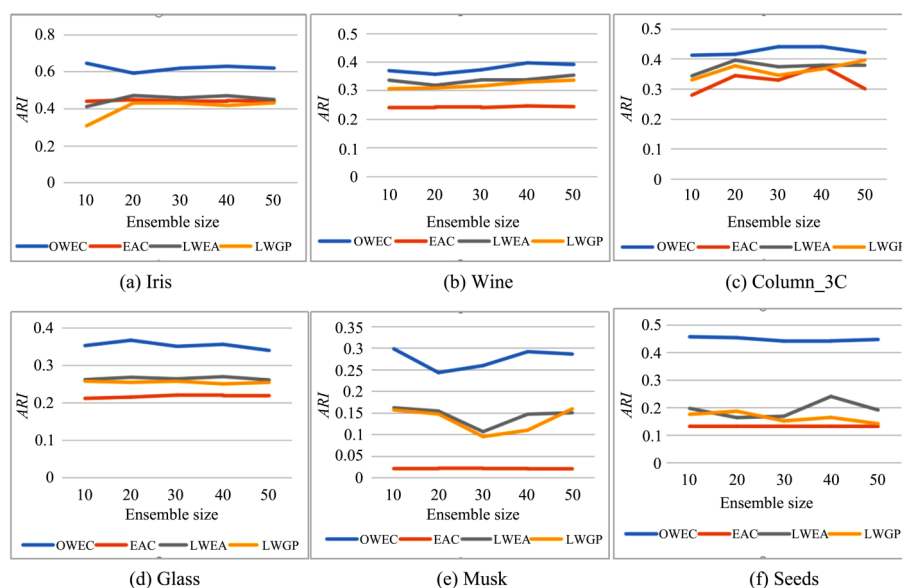 0.8
0.6
ARI
0.4
0.2
0
10 20 30 40 50
Ensemble size
OWEC EAC LWEA LWGP
(a) Iris
0.5
0.4
ARI
0.3
0.2
0.1
0
10 20 30 40 50
Ensemble size
OWEC EAC LWEA LWGP
(b) Wine
0.5
0.4
ARI
0.3
0.2
0.1
0
10 20 30 40 50
Ensemble size
OWEC EAC LWEA LWGP
(c) Column_3C
0.4
0.3
ARI
0.2
0.1
0
10 20 30 40 50
Ensemble size
OWEC EAC LWEA LWGP
(d) Glass
0.35
0.3
0.25
ARI
0.2
0.15
0.1
0.05
0
10 20 30 40 50
Ensemble size
OWEC EAC LWEA LWGP
(e) Musk
0.5
0.4
ARI
0.3
0.2
0.1
0
10 20 30 40 50
Ensemble size
OWEC EAC LWEA LWGP
(f) Seeds